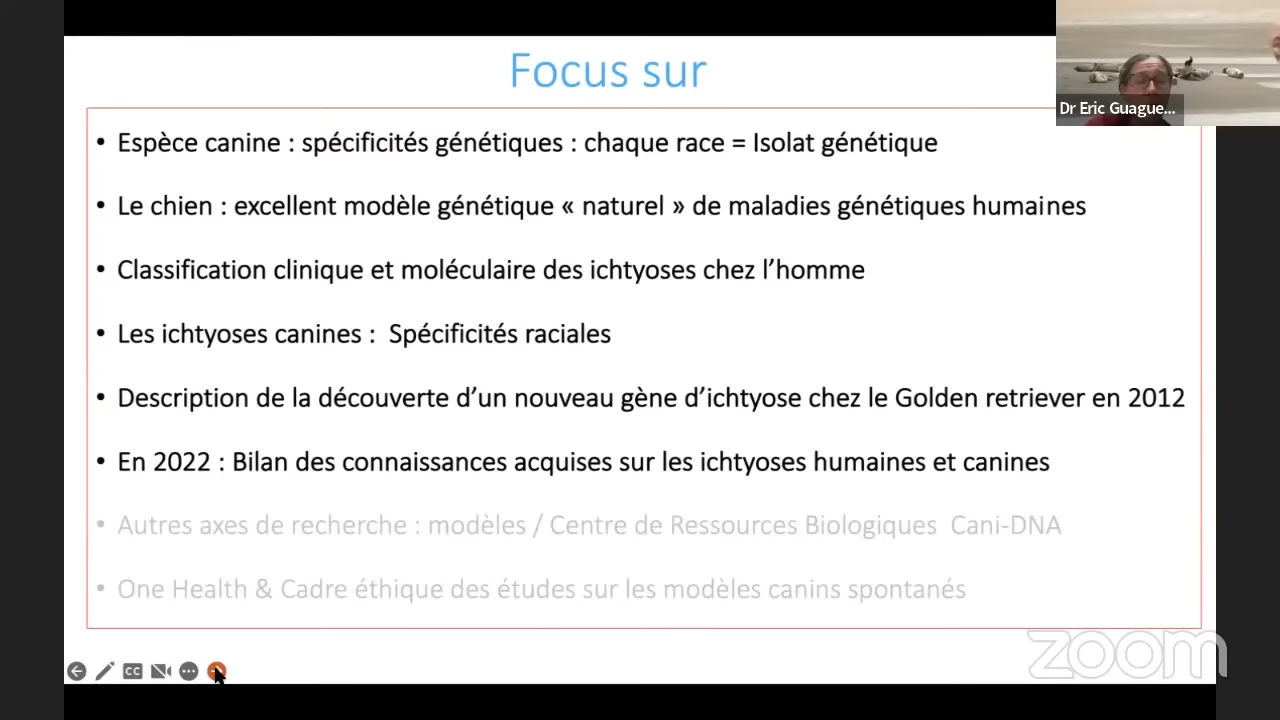 Focus sur
Dr Eric Guague...
• Espèce canine : spécificités génétiques : chaque race = Isolat génétique
• Le chien : excellent modèle génétique « naturel » de maladies génétiques humaines
• Classification clinique et moléculaire des ichtyoses chez l’homme
• Les ichtyoses canines : Spécificités raciales
• Description de la découverte d’un nouveau gène d’ichtyose chez le Golden retriever en 2012
• En 2022 : Bilan des connaissances acquises sur les ichtyoses humaines et canines
• Autres axes de recherche : modèles / Centre de Ressources Biologiques Cani-DNA
• One Health & Cadre éthique des études sur les modèles canins spontanés
zoom
CC